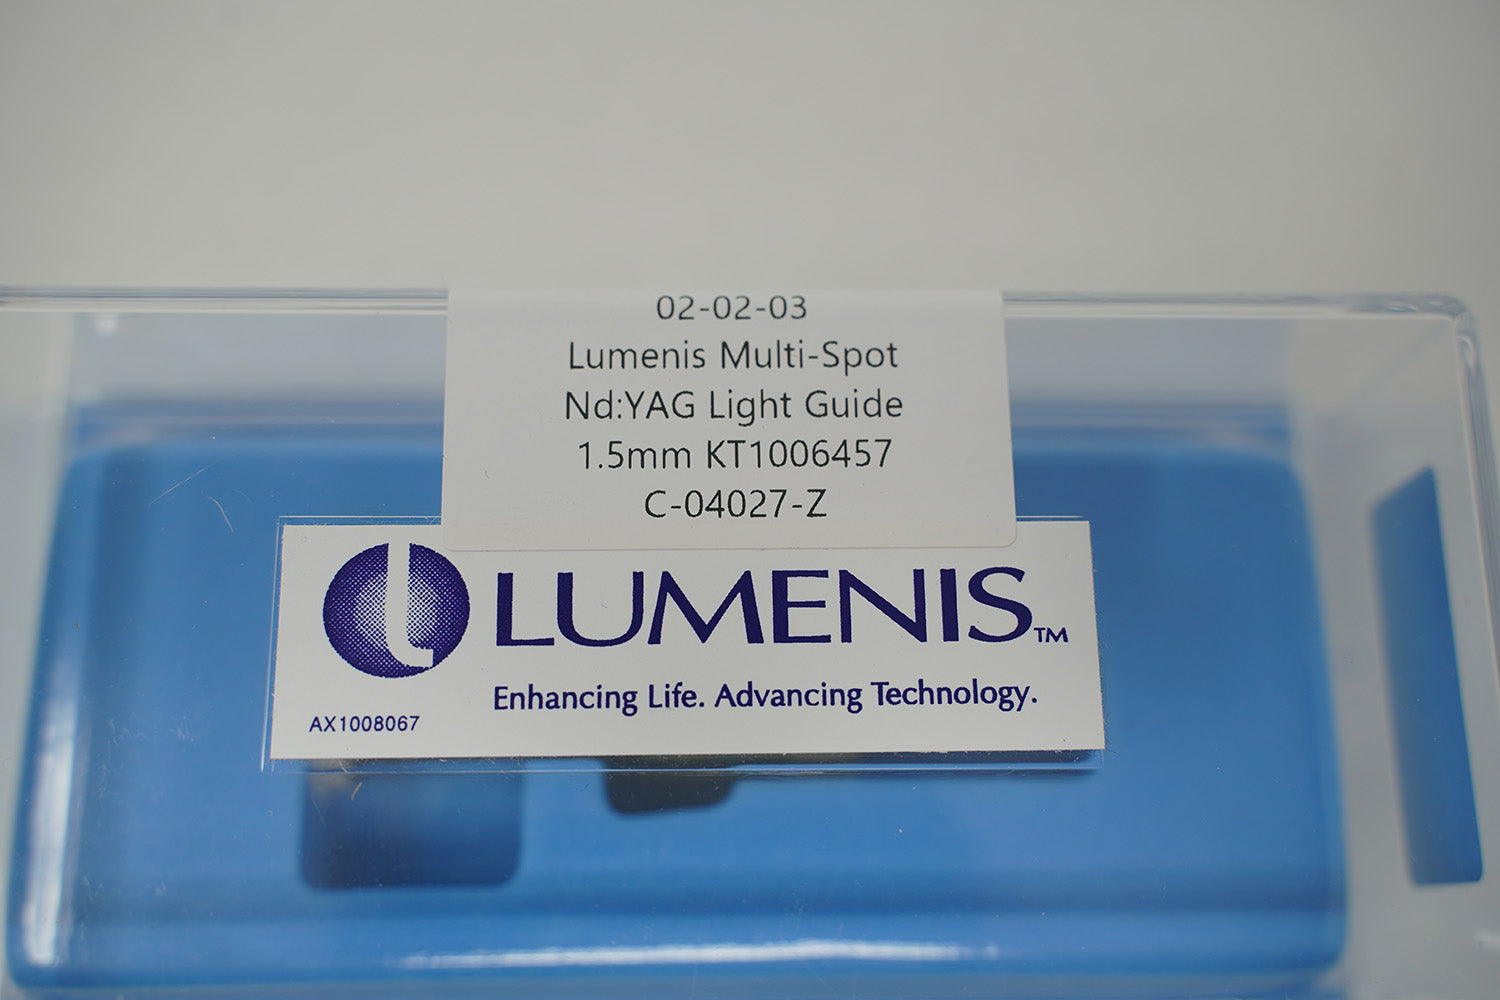 02-02-03
Lumenis Multi-Spot
Nd:YAG Light Guide
1.5mm KT1006457
C-04027-Z
LUMENIS™
Enhancing Life. Advancing Technology.
AX1008067